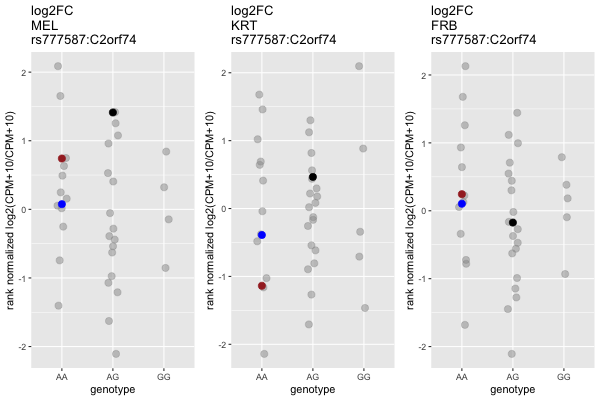 log2FC
MEL
rs777587:C2orf74
rank normalized log2(CPM+10/CPM+10)
2
1
0
-1
-2
AA
AG
GG
genotype
log2FC
KRT
rs777587:C2orf74
rank normalized log2(CPM+10/CPM+10)
2
1
0
-1
-2
AA
AG
GG
genotype
log2FC
FRB
rs777587:C2orf74
rank normalized log2(CPM+10/CPM+10)
2
1
0
-1
-2
AA
AG
GG
genotype